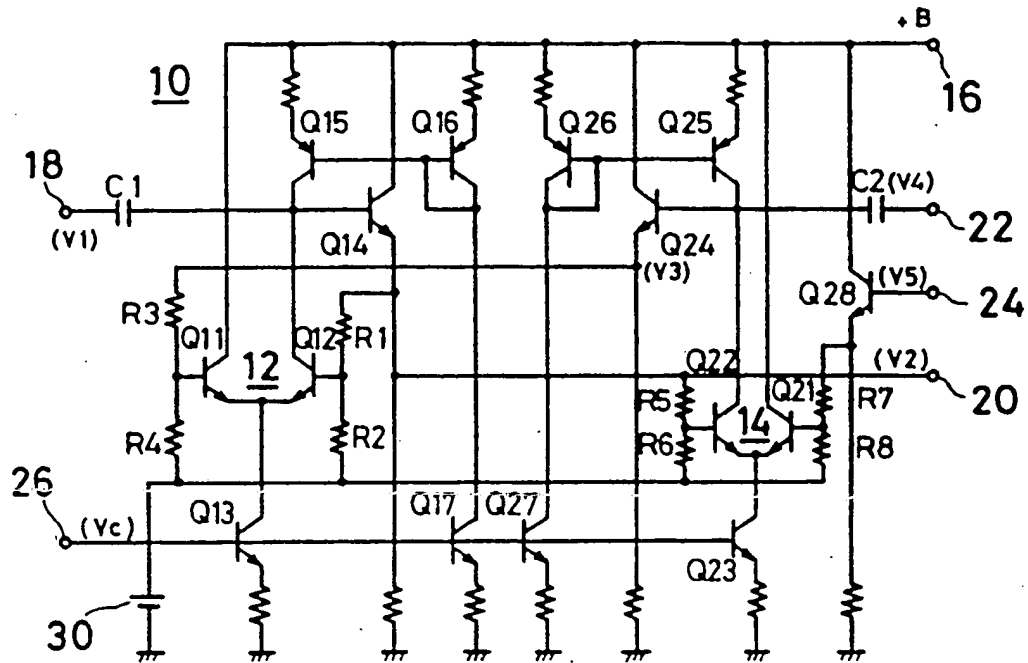 +B
10
16
Q15
Q16
Q26
Q25
18
C1
C2
(V4)
(V1)
22
Q14
Q24
(V3)
(V5)
R3
Q28
24
Q11
Q12
R1
12
Q22
(V2)
R5
Q21
R7
20
R4
R2
R6
14
R8
26
(Vc)
Q13
Q17
Q27
Q23
30